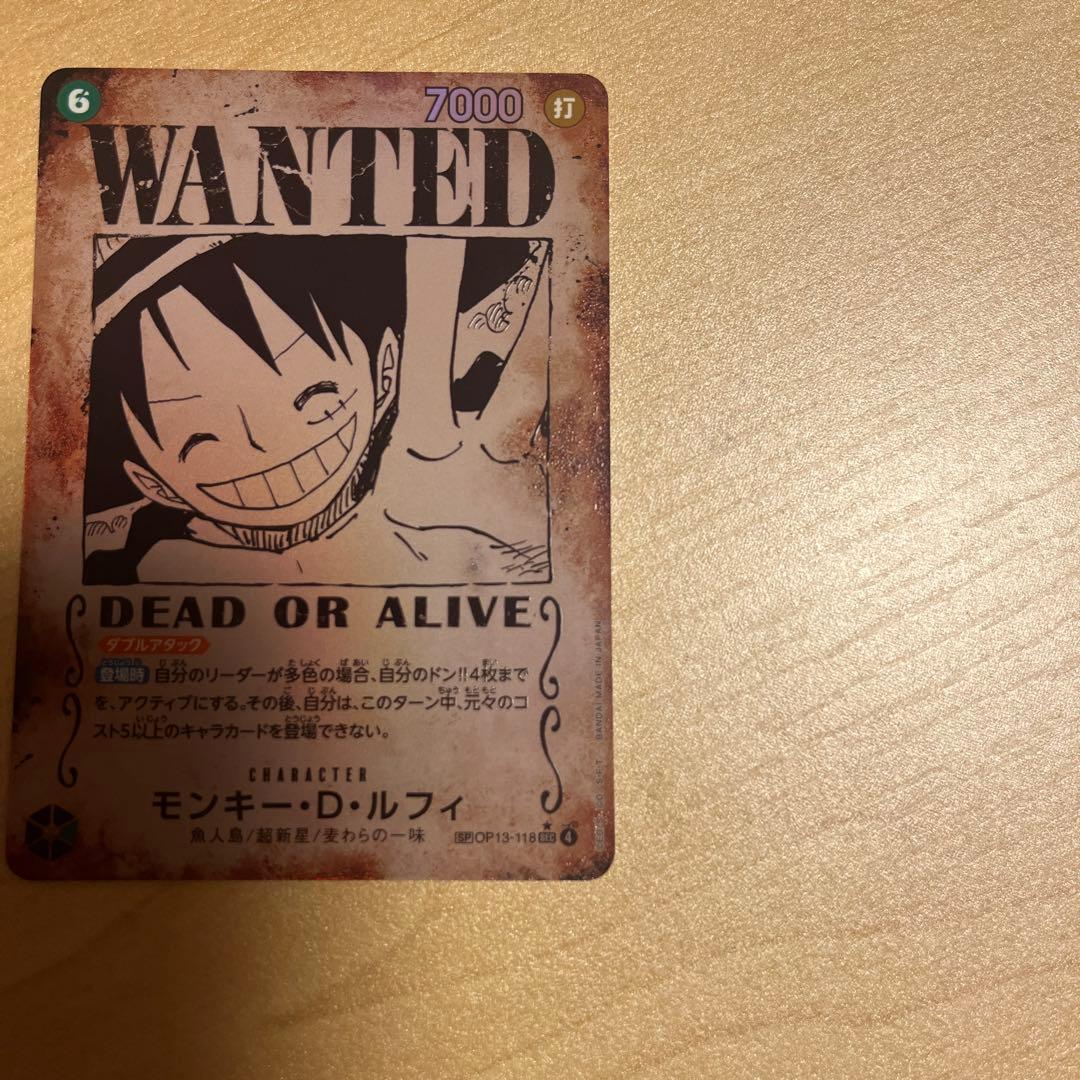 6 7000 打
WANTED
DEAD OR ALIVE
ダブルアタック
登場時 自分のリーダーが多色の場合、自分のドン!!4枚まで
を、アクティブにする。その後、自分は、このターン中、元々のコ
スト5以上のキャラカードを登場できない。
CHARACTER
モンキー・D・ルフィ
魚人島/超新星/麦わらの一味
SP OP13-118 SEC 4
BANDAI MADE IN JAPAN